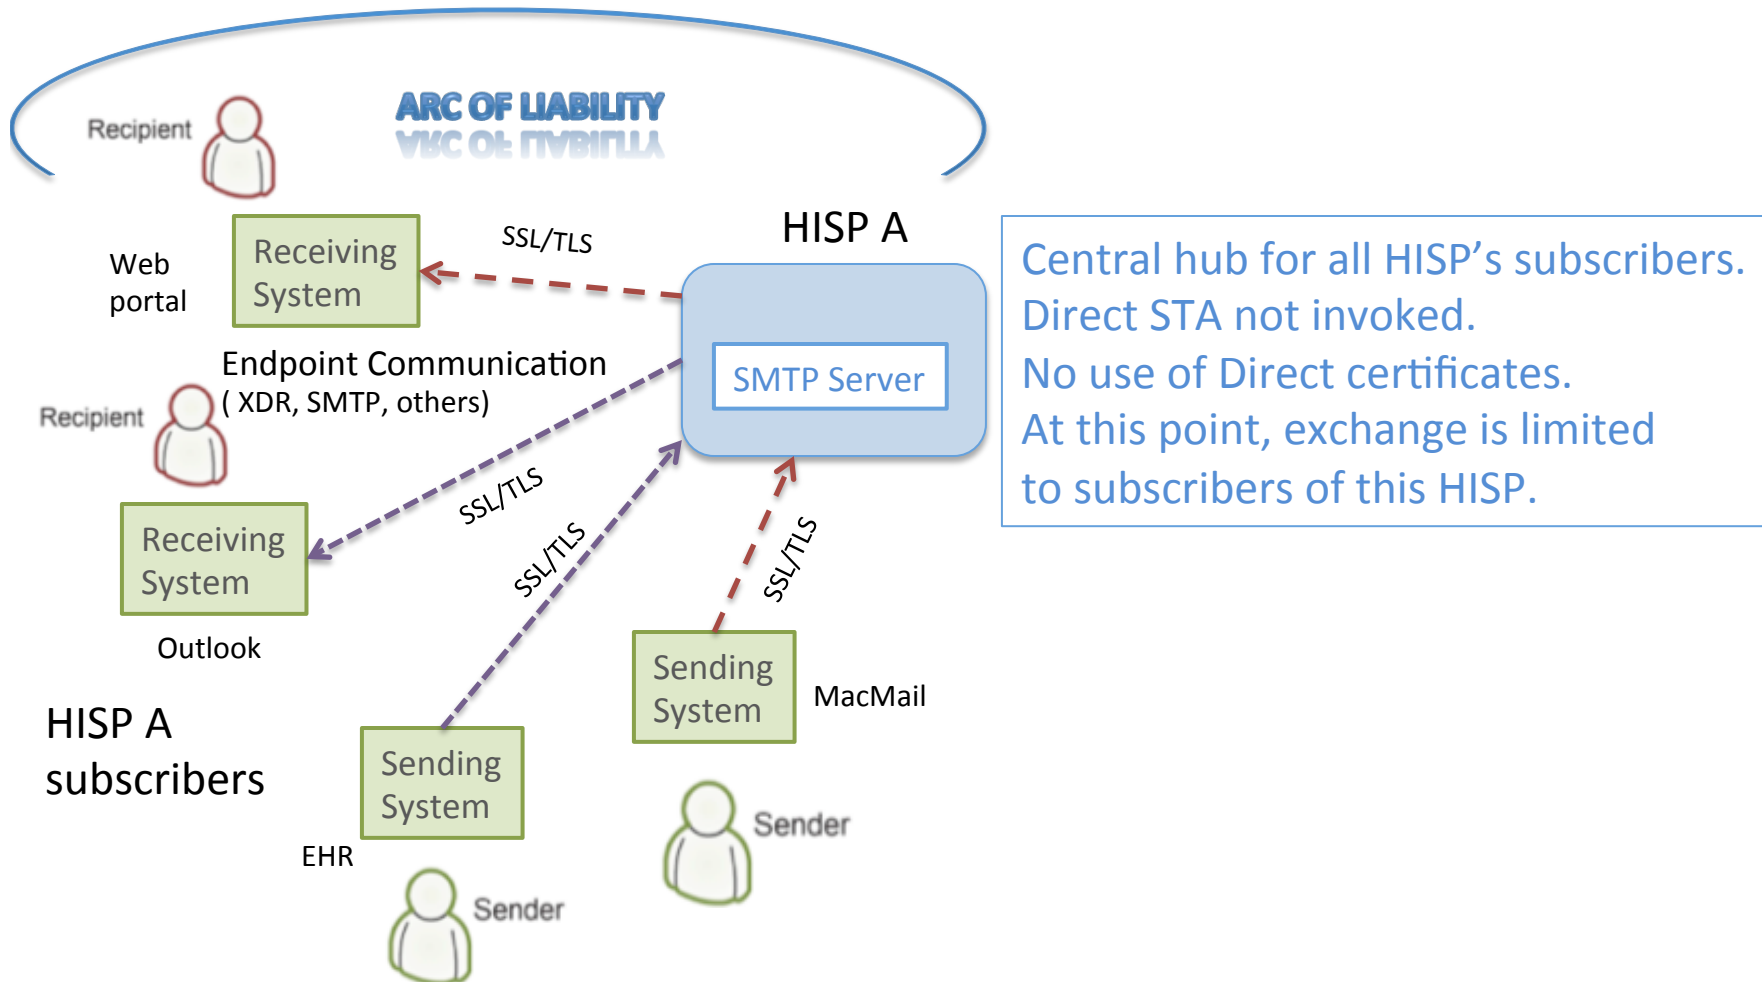 ARC OF LIABILITY
Recipient
HISP A
SSL/TLS
Receiving
System
Web
portal
SMTP Server
Central hub for all HISP’s subscribers.
Direct STA not invoked.
No use of Direct certificates.
At this point, exchange is limited
to subscribers of this HISP.
Endpoint Communication
( XDR, SMTP, others)
Recipient
SSL/TLS
SSL/TLS
SSL/TLS
Receiving
System
Outlook
Sending
System
MacMail
HISP A
subscribers
Sending
System
EHR
Sender
Sender